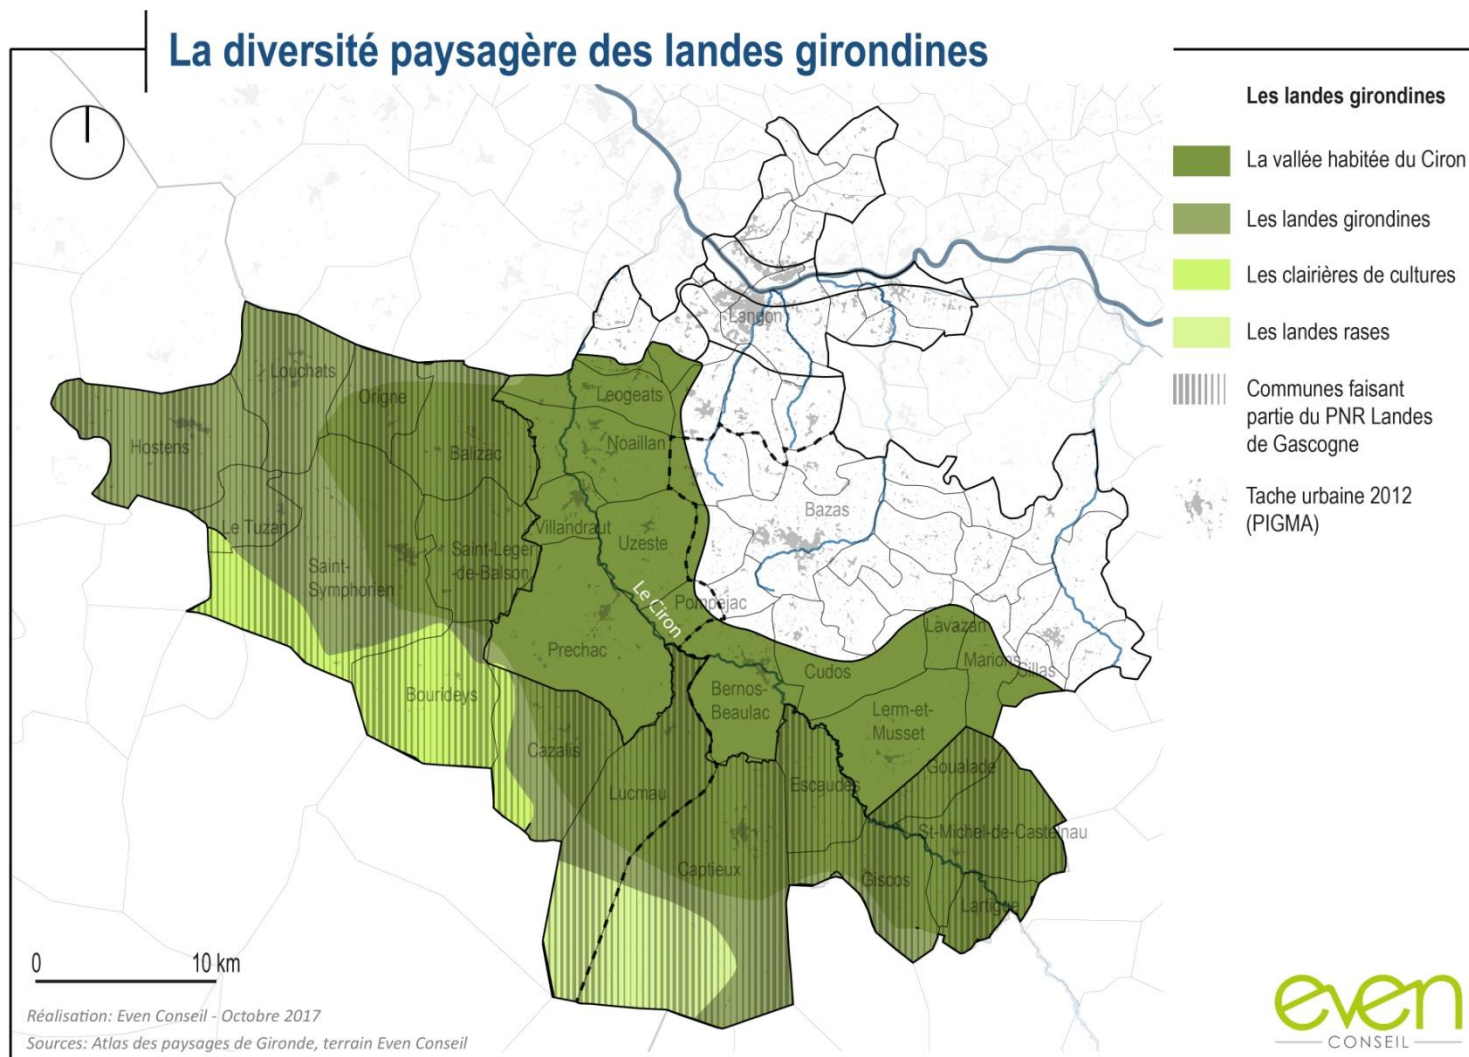 La diversité paysagère des landes girondines
Les landes girondines
La vallée habitée du Ciron
Les landes girondines
Les clairières de cultures
Les landes rases
Communes faisant
partie du PNR Landes
de Gascogne
Tache urbaine 2012
(PIGMA)
Langon
Louchats
Origne
Leogeats
Hostens
Balizac
Noaillan
Bazas
Le Tuzan
Villandraut
Uzeste
Saint-
Symphorien
Saint-Leger
-de-Balson
Pompejac
Le Ciron
Lavazan
Prechac
Cudos
Marions
Sillas
Bourideys
Bernos-
Beaulac
Lerm-et-
Musset
Cazalis
Goualade
Lucmau
Escaudes
St-Michel-de-Castelnau
Captieux
Giscos
Lartigue
0 10 km
Réalisation: Even Conseil - Octobre 2017
Sources: Atlas des paysages de Gironde, terrain Even Conseil
even
CONSEIL